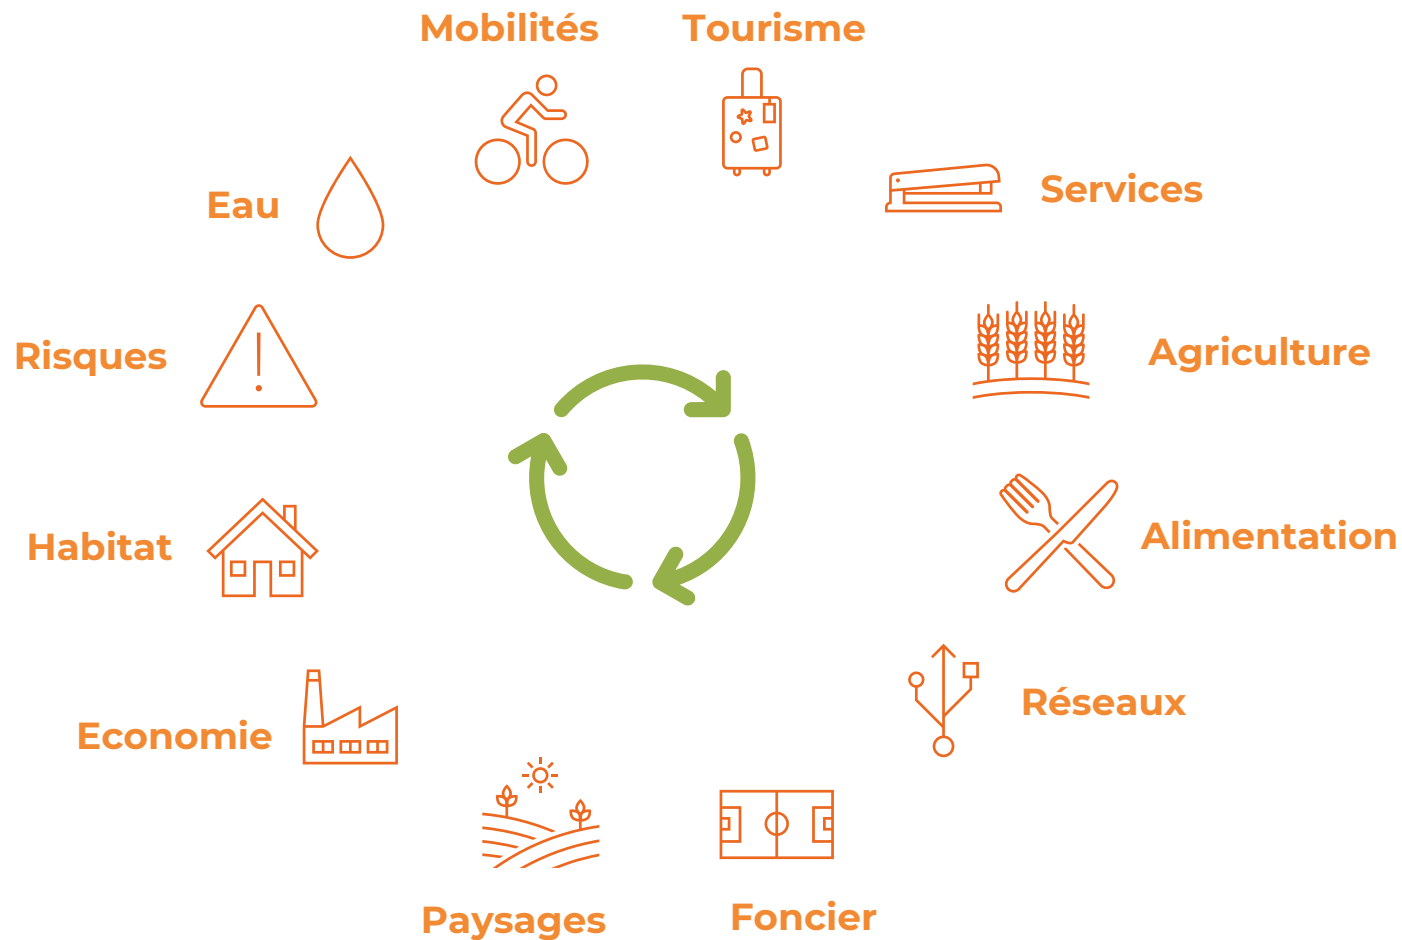 Mobilités
Tourisme
Eau
Services
Risques
Agriculture
Habitat
Alimentation
Economie
Réseaux
Paysages
Foncier